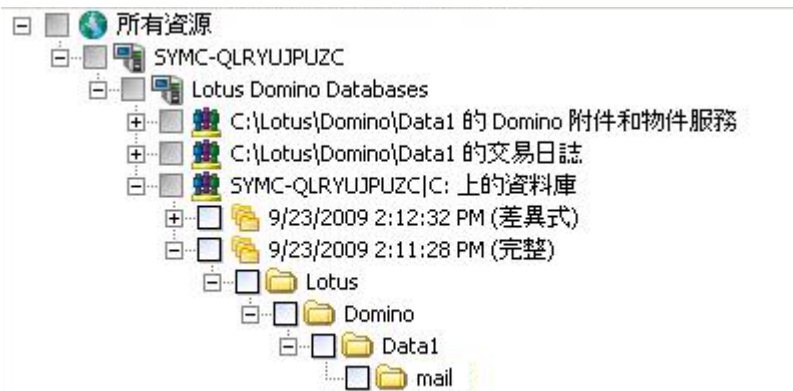 所有資源
SYMC-QLRYUJPUZC
Lotus Domino Databases
C:\Lotus\Domino\Data1 的 Domino 附件和物件服務
C:\Lotus\Domino\Data1 的交易日誌
SYMC-QLRYUJPUZC|C: 上的資料庫
9/23/2009 2:12:32 PM (差異式)
9/23/2009 2:11:28 PM (完整)
Lotus
Domino
Data1
mail